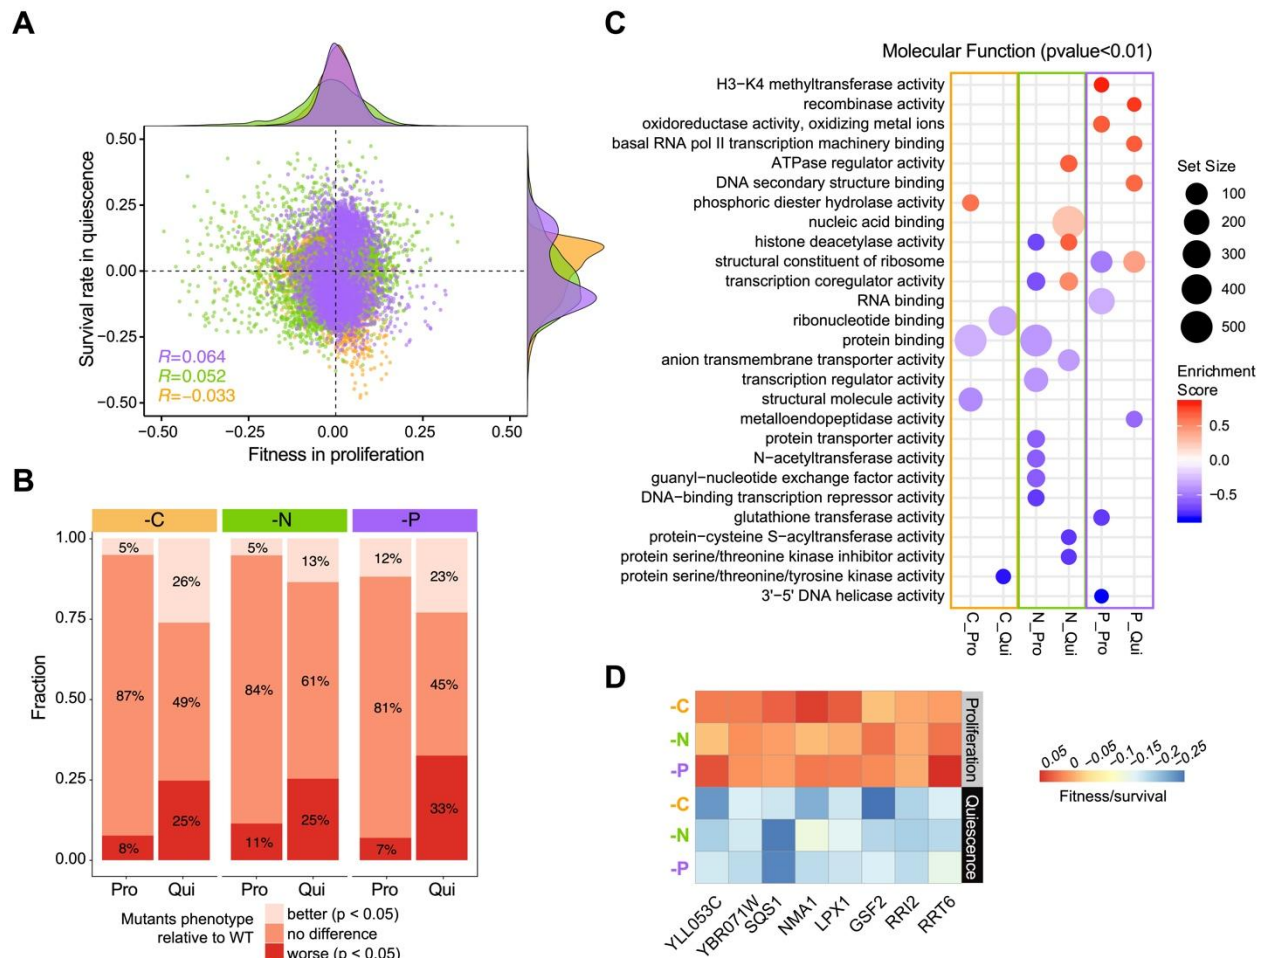 A
0.50
0.25
0.00
−0.25
−0.50
Survival rate in quiescence
R=0.064
R=0.052
R=−0.033
−0.50
−0.25
0.00
0.25
0.50
Fitness in proliferation
B
-C
-N
-P
1.00
0.75
0.50
0.25
0.00
Fraction
5%
87%
8%
26%
49%
25%
5%
84%
11%
13%
61%
25%
12%
81%
7%
23%
45%
33%
Pro
Qui
Pro
Qui
Pro
Qui
Mutants phenotype
relative to WT
better (p < 0.05)
no difference
worse (p < 0.05)
C
Molecular Function (pvalue<0.01)
H3−K4 methyltransferase activity
recombinase activity
oxidoreductase activity, oxidizing metal ions
basal RNA pol II transcription machinery binding
ATPase regulator activity
DNA secondary structure binding
phosphoric diester hydrolase activity
nucleic acid binding
histone deacetylase activity
structural constituent of ribosome
transcription coregulator activity
RNA binding
ribonucleotide binding
protein binding
anion transmembrane transporter activity
transcription regulator activity
structural molecule activity
metalloendopeptidase activity
protein transporter activity
N−acetyltransferase activity
guanyl−nucleotide exchange factor activity
DNA−binding transcription repressor activity
glutathione transferase activity
protein−cysteine S−acyltransferase activity
protein serine/threonine kinase inhibitor activity
protein serine/threonine/tyrosine kinase activity
3'−5' DNA helicase activity
C_Pro
C_Qui
N_Pro
N_Qui
P_Pro
P_Qui
Set Size
100
200
300
400
500
Enrichment
Score
0.5
0.0
−0.5
D
-C
-N
-P
-C
-N
-P
Proliferation
Quiescence
YLL053C
YBR071W
SQS1
NMA1
LPX1
GSF2
RRI2
RRT6
0.05
0
-0.05
-0.1
-0.15
-0.2
-0.25
Fitness/survival